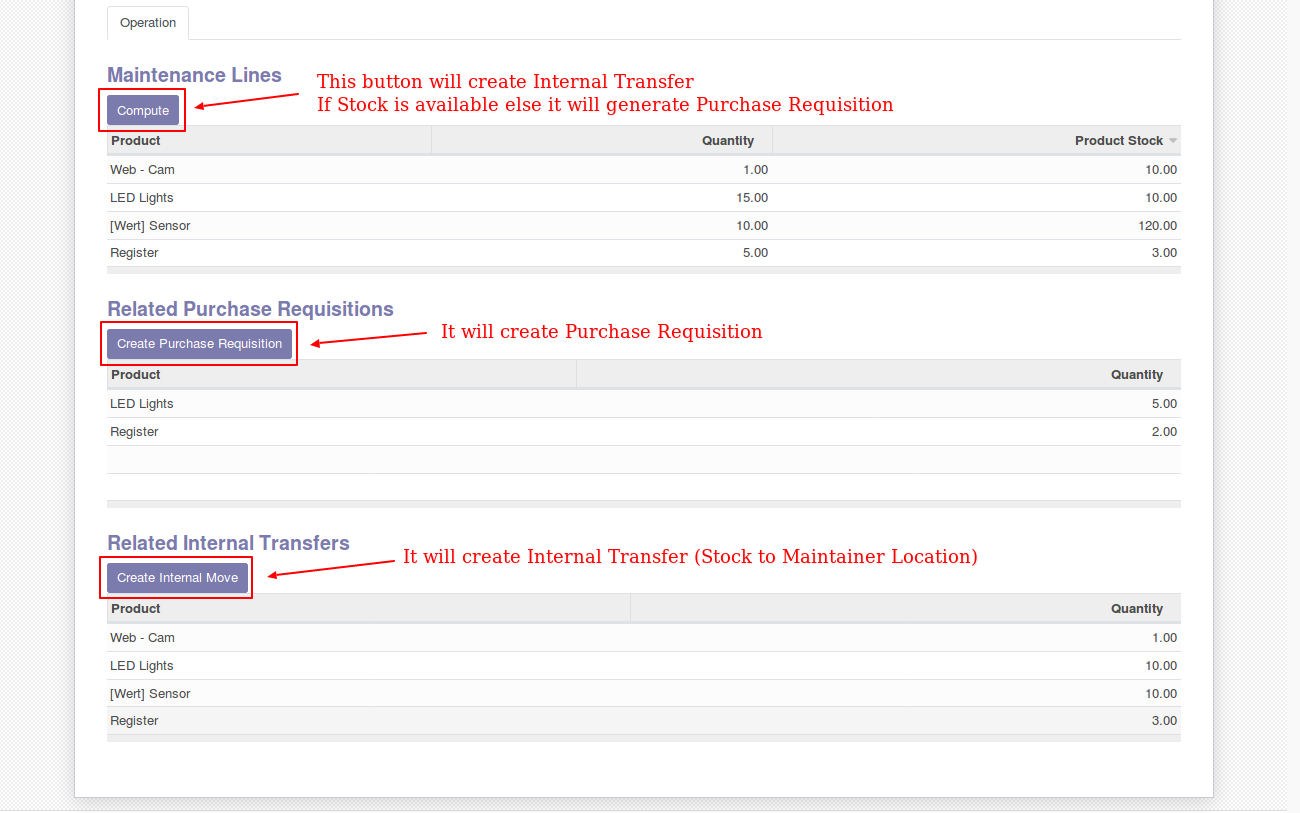 Operation
Maintenance Lines
This button will create Internal Transfer
If Stock is available else it will generate Purchase Requisition
Compute
Product Quantity Product Stock
Web - Cam 1.00 10.00
LED Lights 15.00 10.00
[Wert] Sensor 10.00 120.00
Register 5.00 3.00
Related Purchase Requisitions
It will create Purchase Requisition
Create Purchase Requisition
Product Quantity
LED Lights 5.00
Register 2.00
Related Internal Transfers
It will create Internal Transfer (Stock to Maintainer Location)
Create Internal Move
Product Quantity
Web - Cam 1.00
LED Lights 10.00
[Wert] Sensor 10.00
Register 3.00